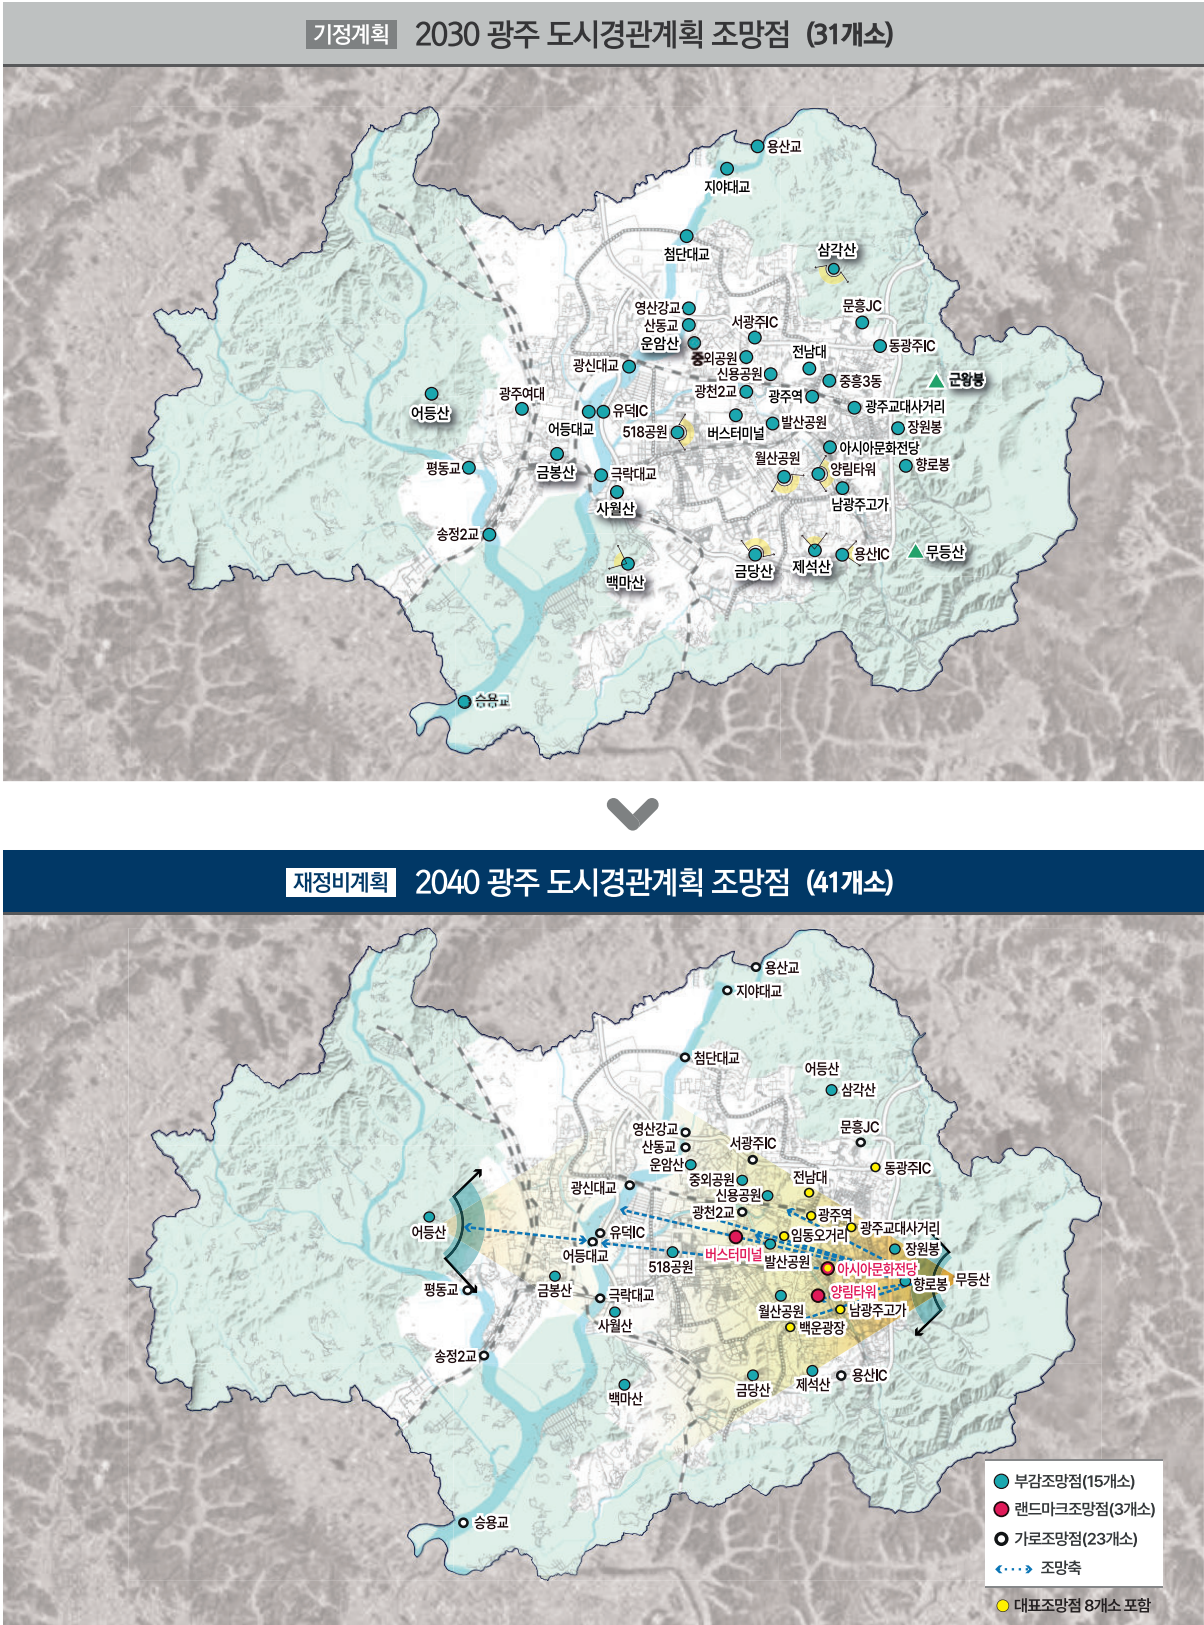 기정계획 2030 광주 도시경관계획 조망점 (31개소)
용산교
지야대교
첨단대교
삼각산
영산강교
산동교
운암산
서광주IC
문흥JC
동광주IC
중외공원
전남대
광신대교
신용공원
중흥3동
군왕봉
광천2교
광주역
광주여대
어등산
유덕IC
어등대교
버스터미널
발산공원
광주교대사거리
장원봉
518공원
아시아문화전당
월산공원
양림타워
향로봉
평동교
금봉산
극락대교
사월산
남광주고가
송정2교
백마산
금당산
제석산
용산IC
무등산
승용교
재정비계획 2040 광주 도시경관계획 조망점 (41개소)
용산교
지야대교
첨단대교
어등산
삼각산
영산강교
산동교
운암산
서광주IC
문흥JC
동광주IC
중외공원
전남대
광신대교
신용공원
광천2교
광주역
어등산
유덕IC
어등대교
임동오거리
광주교대사거리
버스터미널
발산공원
장원봉
518공원
아시아문화전당
무등산
향로봉
평동교
금봉산
극락대교
양림타워
사월산
월산공원
남광주고가
백운광장
송정2교
백마산
금당산
제석산
용산IC
승용교
부감조망점(15개소)
랜드마크조망점(3개소)
가로조망점(23개소)
조망축
대표조망점 8개소 포함